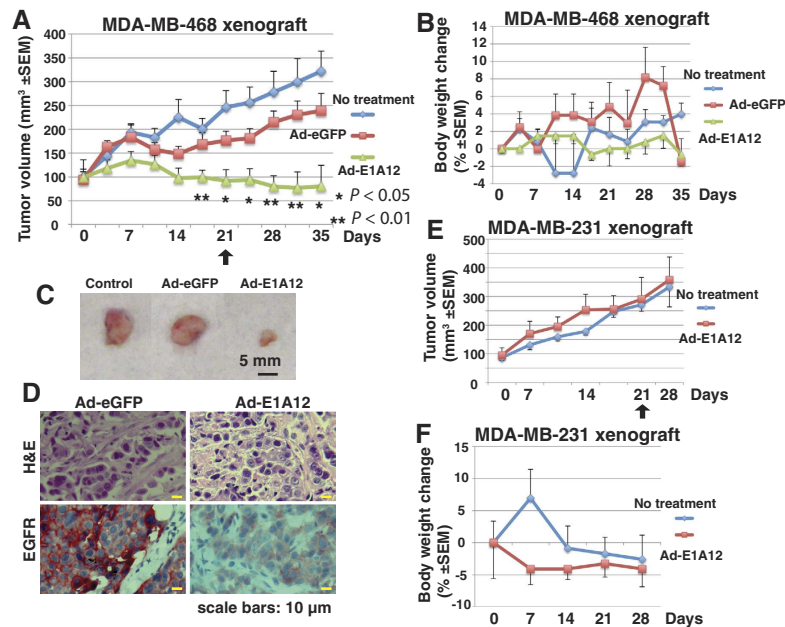 A
MDA-MB-468 xenograft
Tumor volume (mm³ ±SEM)
400
350
300
250
200
150
100
50
0
0 7 14 21 28 35 Days
No treatment
Ad-eGFP
Ad-E1A12
** * * ** ** *
* P < 0.05
** P < 0.01
B
MDA-MB-468 xenograft
Body weight change
(% ±SEM)
14
12
10
8
6
4
2
0
-2
-4
0 7 14 21 28 35 Days
No treatment
Ad-eGFP
Ad-E1A12
C
Control Ad-eGFP Ad-E1A12
5 mm
D
Ad-eGFP Ad-E1A12
H&E
EGFR
scale bars: 10 µm
E
MDA-MB-231 xenograft
Tumor volume
(mm³ ±SEM)
500
400
300
200
100
0 7 14 21 28 Days
No treatment
Ad-E1A12
F
MDA-MB-231 xenograft
Body weight change
(% ±SEM)
15
10
5
0
-5
-10
0 7 14 21 28 Days
No treatment
Ad-E1A12